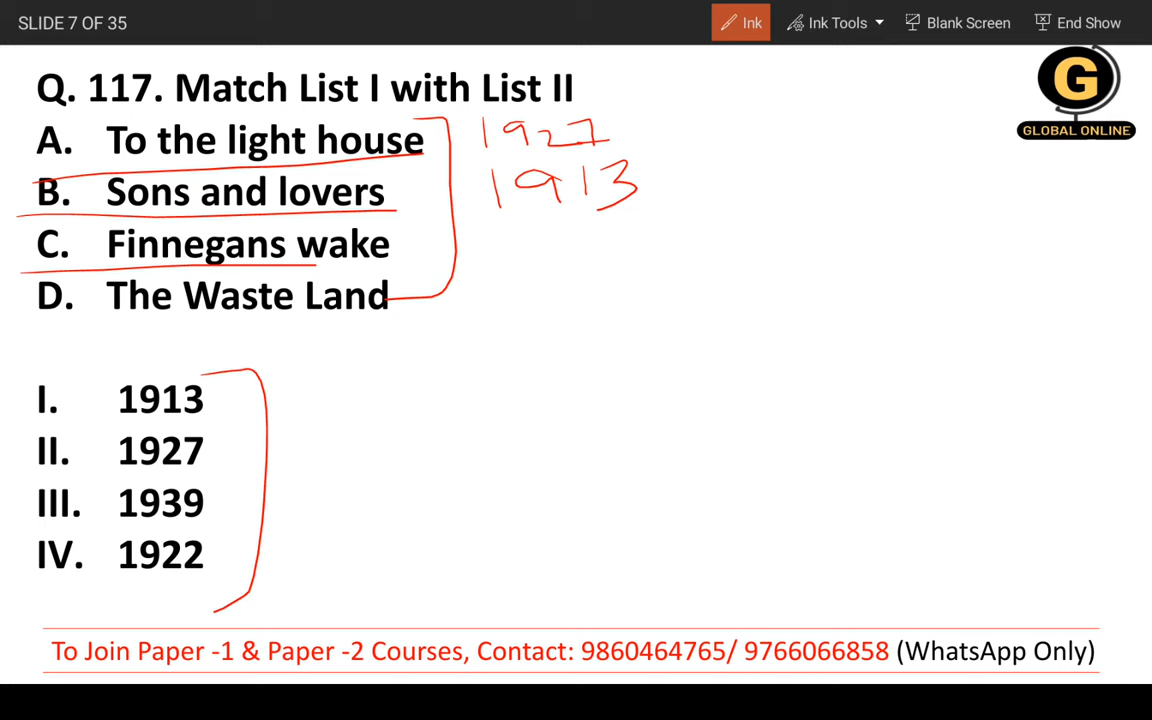 SLIDE 7 OF 35
Ink
Ink Tools
Blank Screen
End Show
G
GLOBAL ONLINE
Q. 117. Match List I with List II
A. To the light house
1927
B. Sons and lovers
1913
C. Finnegans wake
D. The Waste Land
I. 1913
II. 1927
III. 1939
IV. 1922
To Join Paper -1 & Paper -2 Courses, Contact: 9860464765/ 9766066858 (WhatsApp Only)